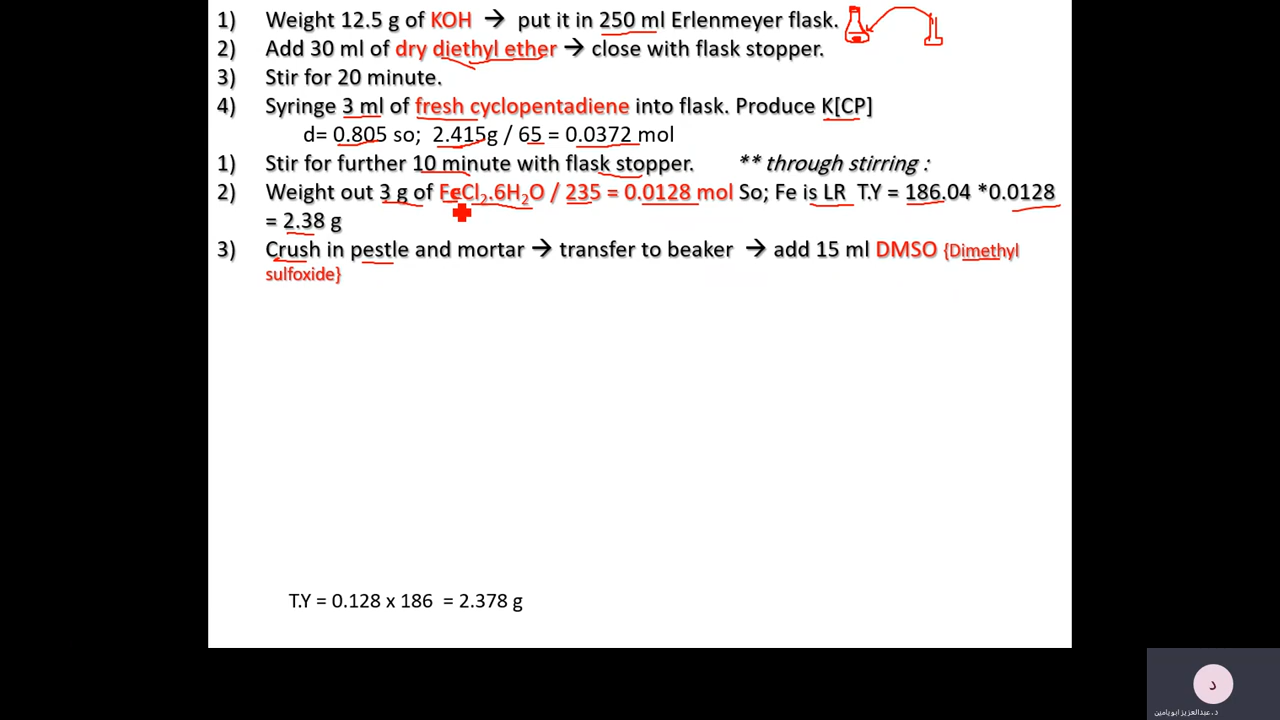 1) Weight 12.5 g of KOH → put it in 250 ml Erlenmeyer flask.
2) Add 30 ml of dry diethyl ether → close with flask stopper.
3) Stir for 20 minute.
4) Syringe 3 ml of fresh cyclopentadiene into flask. Produce K[CP]
d= 0.805 so; 2.415g / 65 = 0.0372 mol
1) Stir for further 10 minute with flask stopper. ** through stirring :
2) Weight out 3 g of FeCl₂.6H₂O / 235 = 0.0128 mol So; Fe is LR T.Y = 186.04 *0.0128
= 2.38 g
3) Crush in pestle and mortar → transfer to beaker → add 15 ml DMSO {Dimethyl
sulfoxide}
T.Y = 0.128 x 186 = 2.378 g
د
د. عبدالعزيز ابويامين